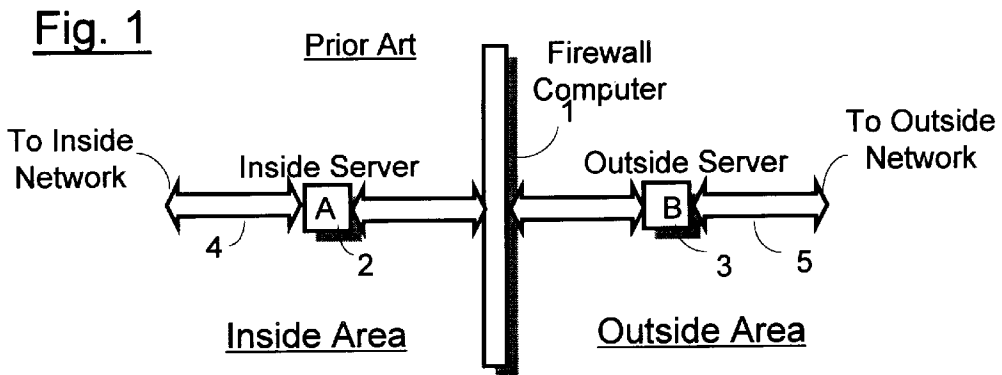 Fig. 1
Prior Art
Firewall
Computer
1
To Inside
Network
Inside Server
Outside Server
To Outside
Network
A
B
4
2
3
5
Inside Area
Outside Area